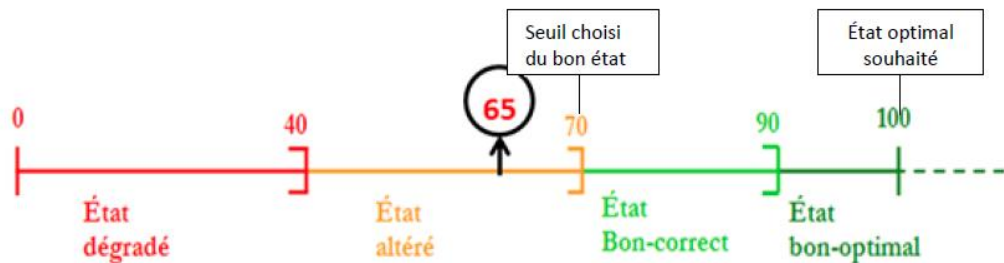 Seuil choisi
du bon état
État optimal
souhaité
0
40
65
70
90
100
État
dégradé
État
altéré
État
Bon-correct
État
bon-optimal